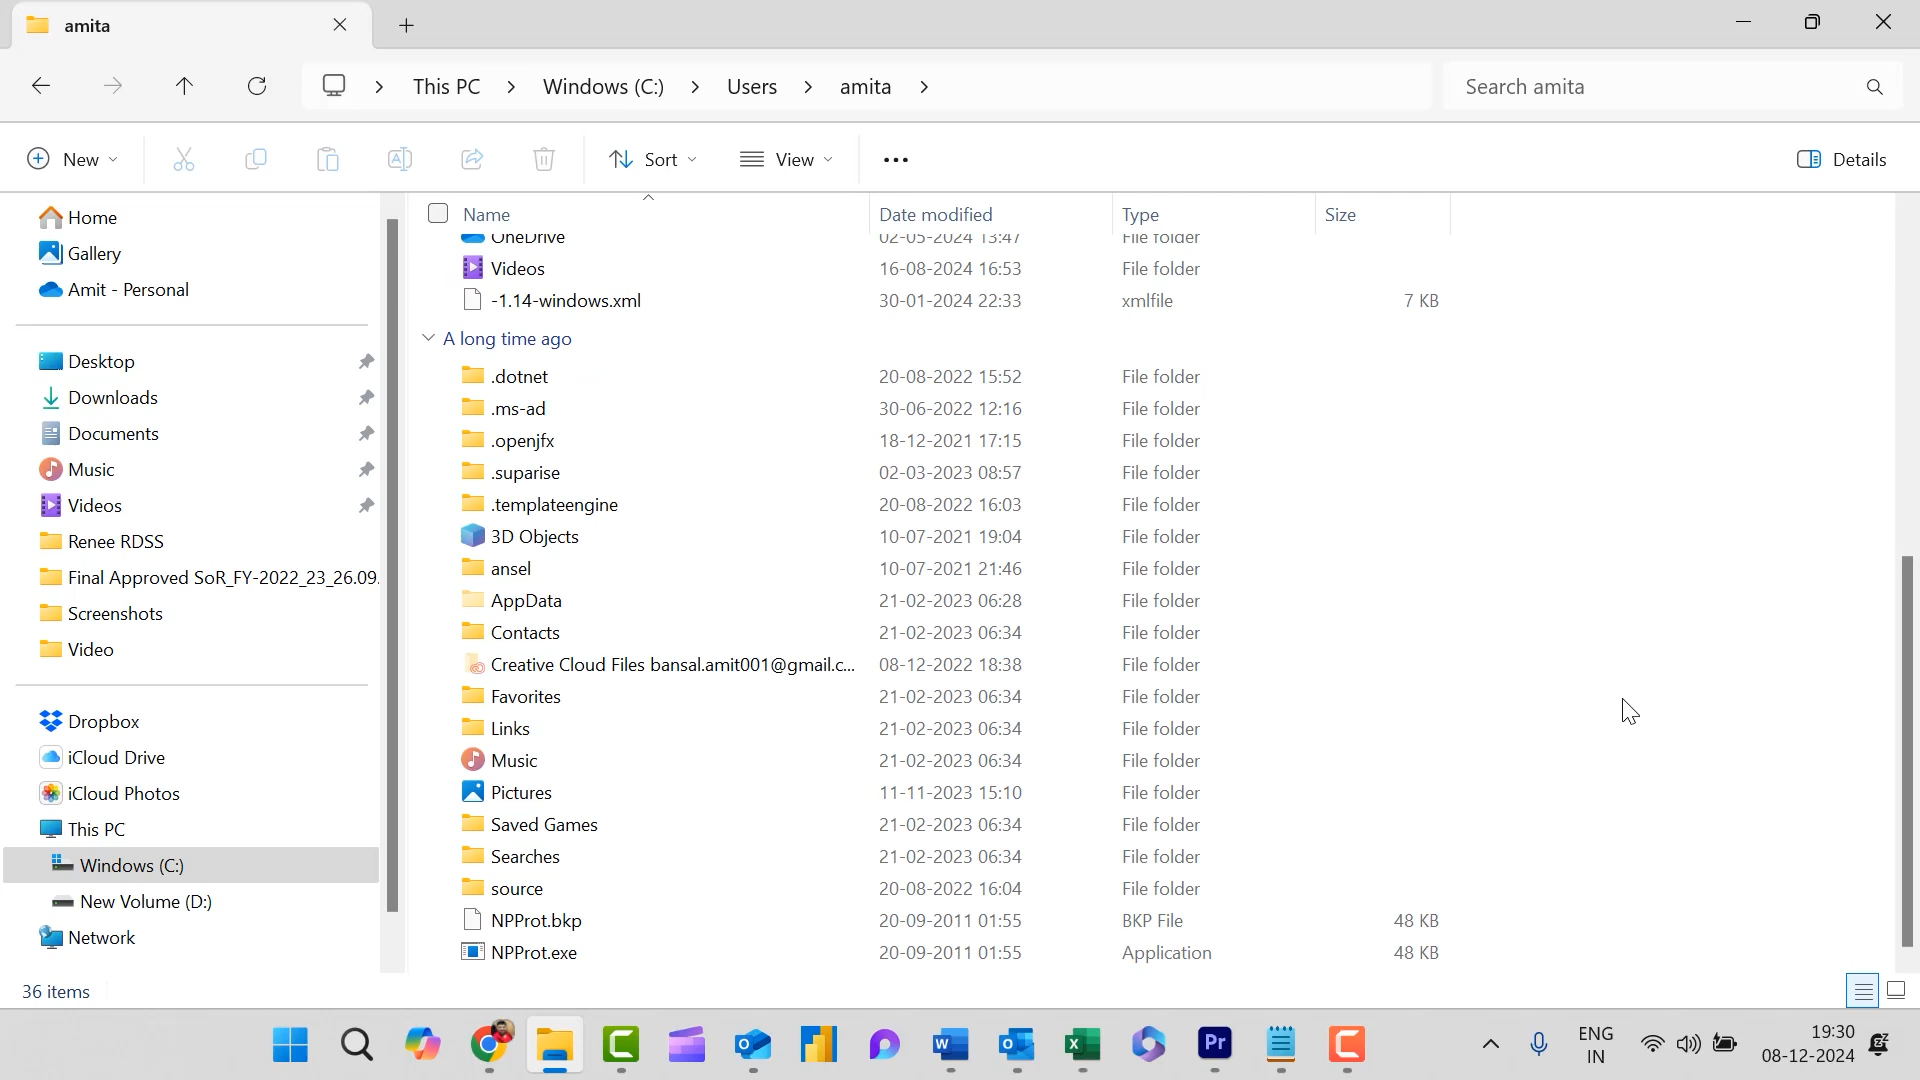 amita
This PC
Windows (C:)
Users
amita
Search amita
New
Sort
View
Details
Home
Gallery
Amit - Personal
Desktop
Downloads
Documents
Music
Videos
Renee RDSS
Final Approved SoR_FY-2022_23_26.09.
Screenshots
Video
Dropbox
iCloud Drive
iCloud Photos
This PC
Windows (C:)
New Volume (D:)
Network
Name Date modified Type Size
OneDrive 02-05-2024 13:47 File folder
Videos 16-08-2024 16:53 File folder
-1.14-windows.xml 30-01-2024 22:33 xmlfile 7 KB
A long time ago
.dotnet 20-08-2022 15:52 File folder
.ms-ad 30-06-2022 12:16 File folder
.openjfx 18-12-2021 17:15 File folder
.suparise 02-03-2023 08:57 File folder
.templateengine 20-08-2022 16:03 File folder
3D Objects 10-07-2021 19:04 File folder
ansel 10-07-2021 21:46 File folder
AppData 21-02-2023 06:28 File folder
Contacts 21-02-2023 06:34 File folder
Creative Cloud Files bansal.amit001@gmail.c... 08-12-2022 18:38 File folder
Favorites 21-02-2023 06:34 File folder
Links 21-02-2023 06:34 File folder
Music 21-02-2023 06:34 File folder
Pictures 11-11-2023 15:10 File folder
Saved Games 21-02-2023 06:34 File folder
Searches 21-02-2023 06:34 File folder
source 20-08-2022 16:04 File folder
NPProt.bkp 20-09-2011 01:55 BKP File 48 KB
NPProt.exe 20-09-2011 01:55 Application 48 KB
36 items
Pr
ENG
IN
19:30
08-12-2024